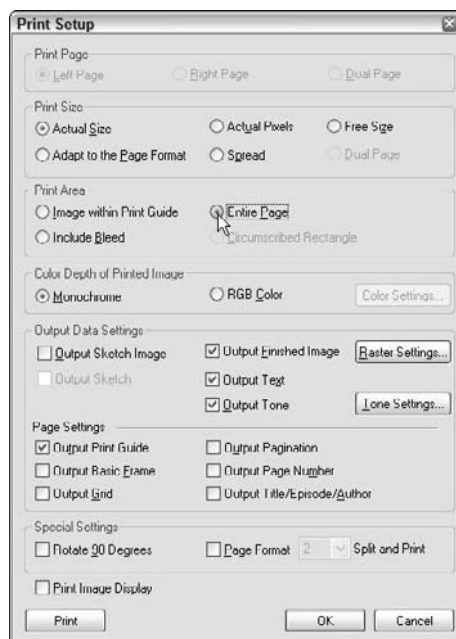 Print Setup
Print Page
Left Page Right Page Dual Page
Print Size
Actual Size Actual Pixels Free Size
Adapt to the Page Format Spread Dual Page
Print Area
Image within Print Guide Entire Page
Include Bleed Circumscribed Rectangle
Color Depth of Printed Image
Monochrome RGB Color Color Settings...
Output Data Settings
Output Sketch Image Output Finished Image Raster Settings...
Output Sketch Output Text
Output Tone Tone Settings...
Page Settings
Output Print Guide Output Pagination
Output Basic Frame Output Page Number
Output Grid Output Title/Episode/Author
Special Settings
Rotate 90 Degrees Page Format 2 Split and Print
Print Image Display
Print OK Cancel